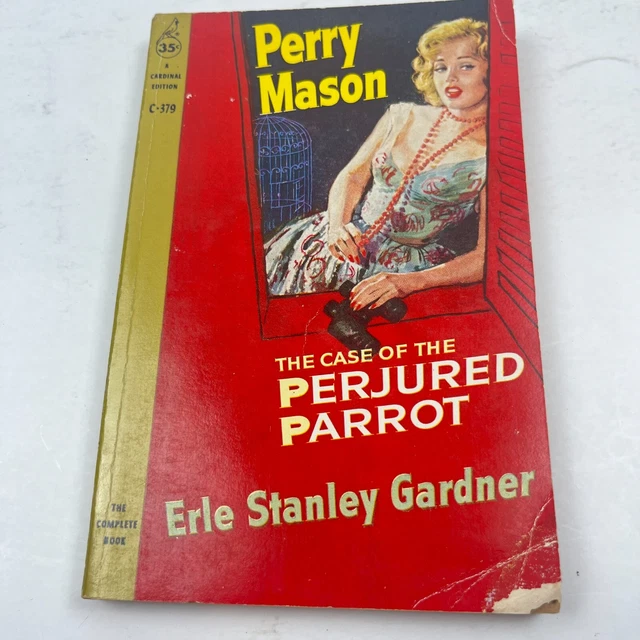 35¢
A
CARDINAL
EDITION
C-379
Perry
Mason
THE CASE OF THE
PERJURED
PARROT
Erle Stanley Gardner
THE
COMPLETE
BOOK